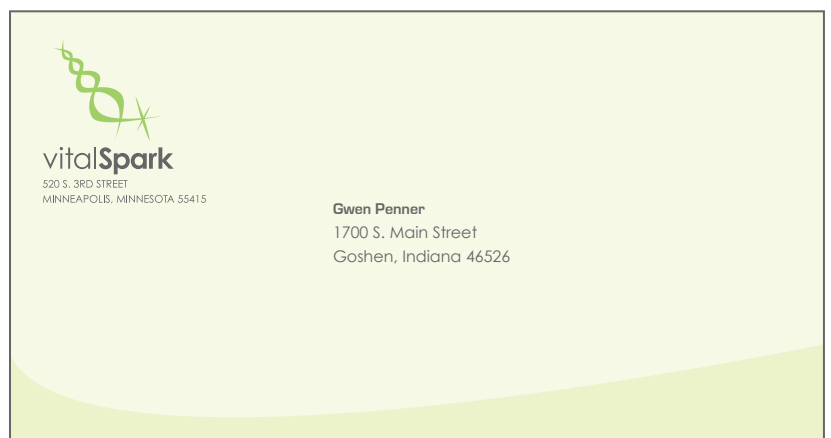 vitalSpark
520 S. 3RD STREET
MINNEAPOLIS, MINNESOTA 55415
Gwen Penner
1700 S. Main Street
Goshen, Indiana 46526